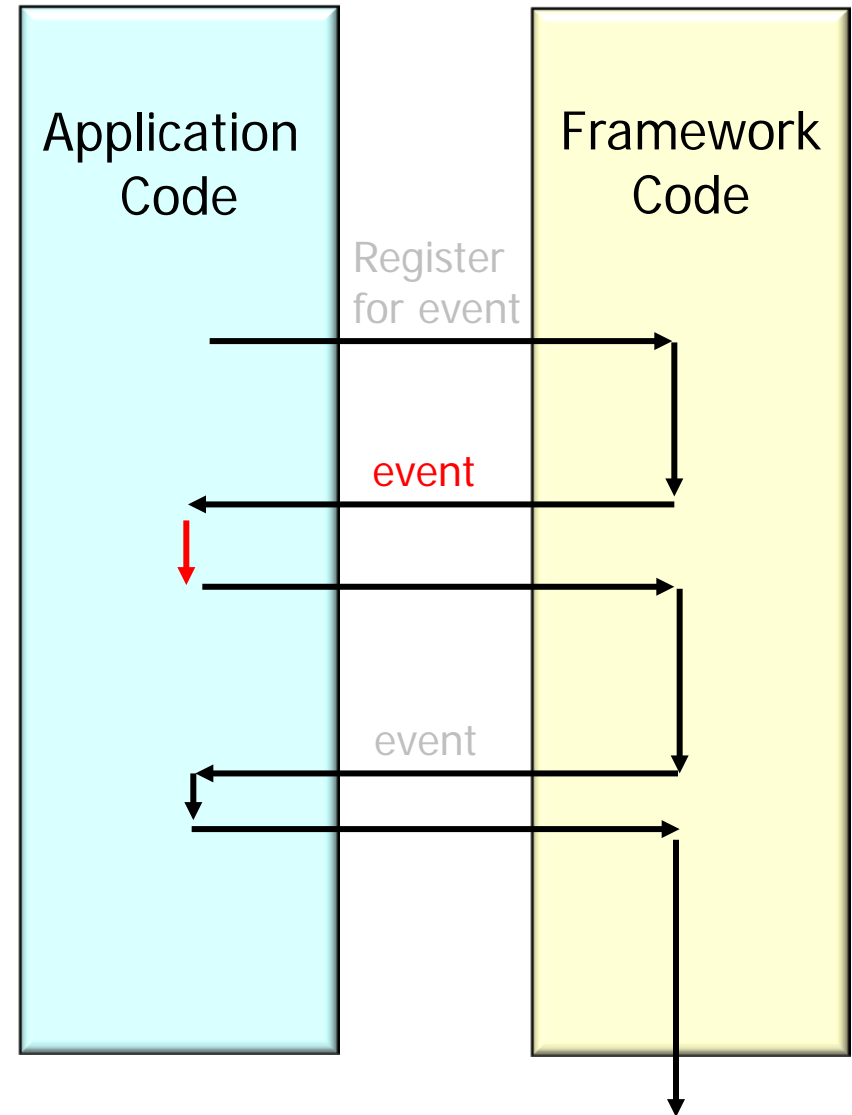 Application
Code
Framework
Code
Register
for event
event
event